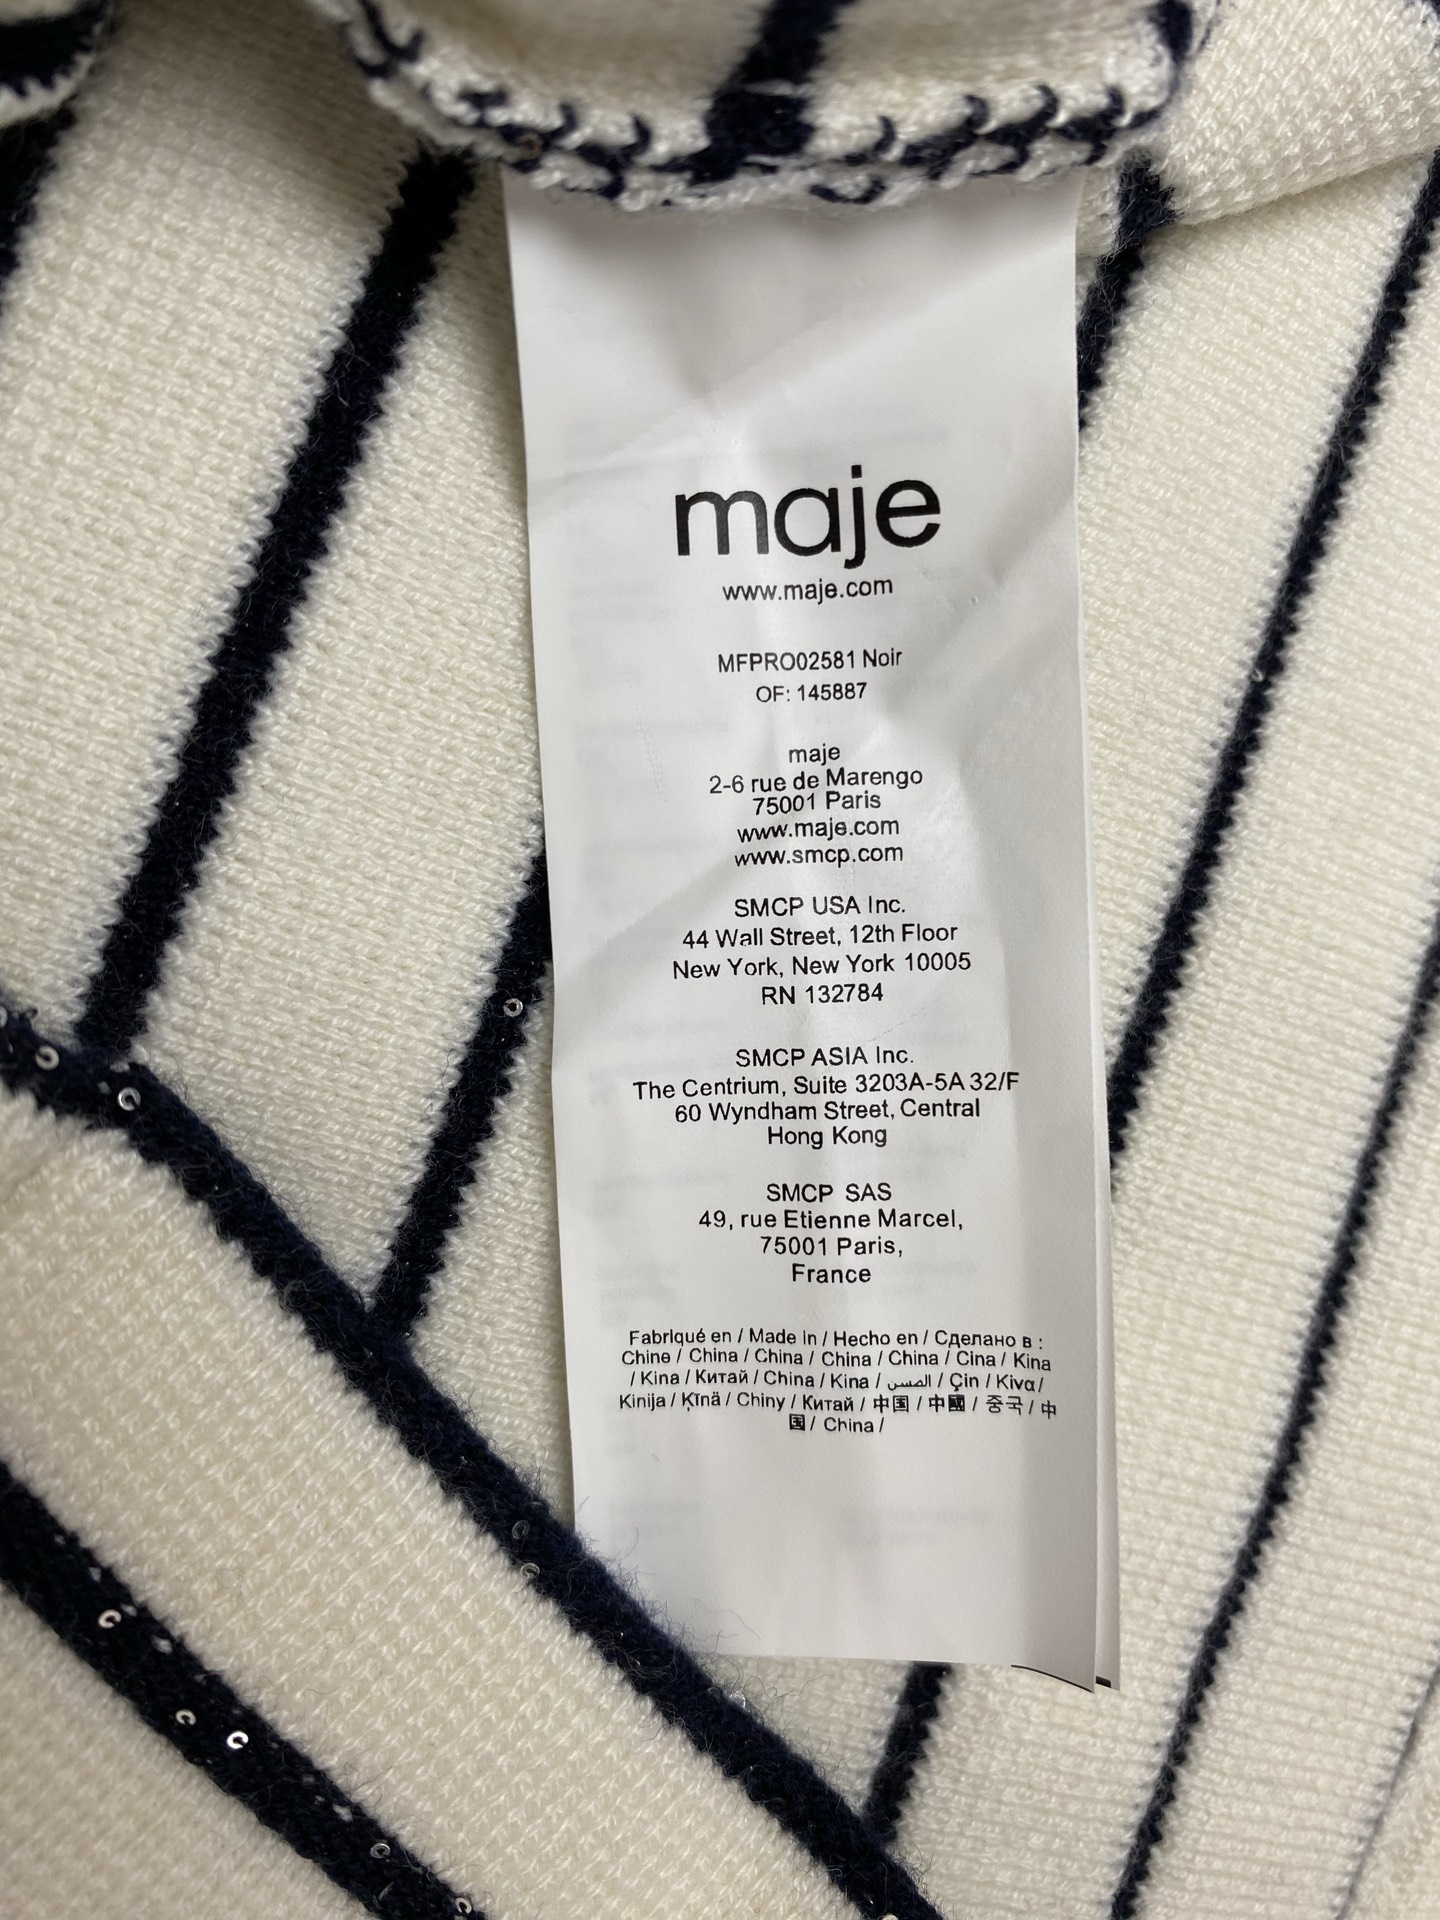 maje
www.maje.com
MFPRO02581 Noir
OF: 145887
maje
2-6 rue de Marengo
75001 Paris
www.maje.com
www.smcp.com
SMCP USA Inc.
44 Wall Street, 12th Floor
New York, New York 10005
RN 132784
SMCP ASIA Inc.
The Centrium, Suite 3203A-5A 32/F
60 Wyndham Street, Central
Hong Kong
SMCP SAS
49, rue Etienne Marcel,
75001 Paris,
France
Fabriqué en / Made in / Hecho en / Сделано в :
Chine / China / China / China / China / Cina / Kina
/ Kina / Китай / China / Kina / الصين / Çin / Kίνα /
Kinija / Ķīnā / Chiny / Китай / 中国 / 中國 / 중국 / 中
国 / China /